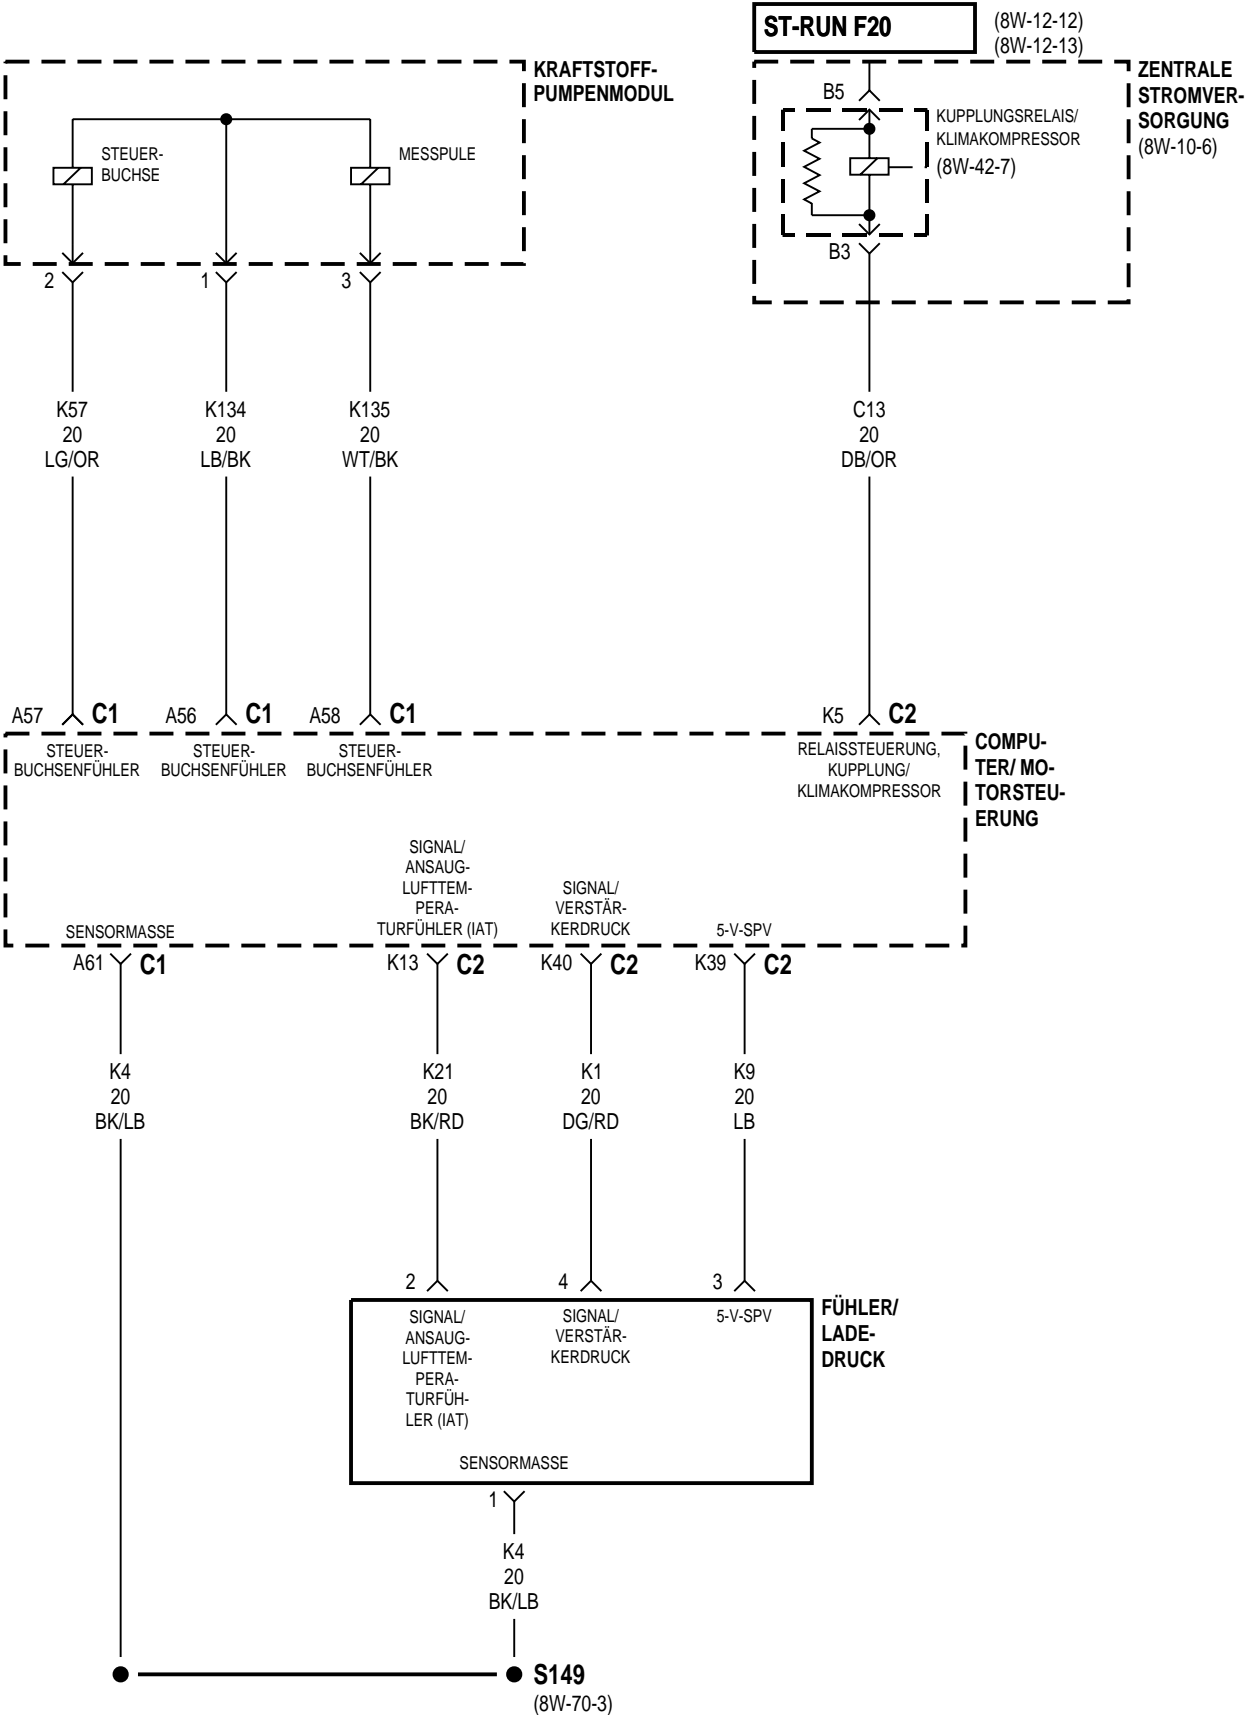 ST-RUN F20
(8W-12-12)
(8W-12-13)
KRAFTSTOFF-
PUMPENMODUL
STEUER-
BUCHSE
MESSPULE
2
1
3
B5
KUPPLUNGSRELAIS/
KLIMAKOMPRESSOR
(8W-42-7)
B3
ZENTRALE
STROMVER-
SORGUNG
(8W-10-6)
K57
20
LG/OR
K134
20
LB/BK
K135
20
WT/BK
C13
20
DB/OR
A57
C1
A56
C1
A58
C1
K5
C2
STEUER-
BUCHSENFÜHLER
STEUER-
BUCHSENFÜHLER
STEUER-
BUCHSENFÜHLER
RELAISSTEUERUNG,
KUPPLUNG/
KLIMAKOMPRESSOR
COMPU-
TER/ MO-
TORSTEU-
ERUNG
SENSORMASSE
SIGNAL/
ANSAUG-
LUFTTEM-
PERA-
TURFÜHLER (IAT)
SIGNAL/
VERSTÄR-
KERDRUCK
5-V-SPV
A61
C1
K13
C2
K40
C2
K39
C2
K4
20
BK/LB
K21
20
BK/RD
K1
20
DG/RD
K9
20
LB
2
4
3
SIGNAL/
ANSAUG-
LUFTTEM-
PERA-
TURFÜH-
LER (IAT)
SIGNAL/
VERSTÄR-
KERDRUCK
5-V-SPV
FÜHLER/
LADE-
DRUCK
SENSORMASSE
1
K4
20
BK/LB
S149
(8W-70-3)